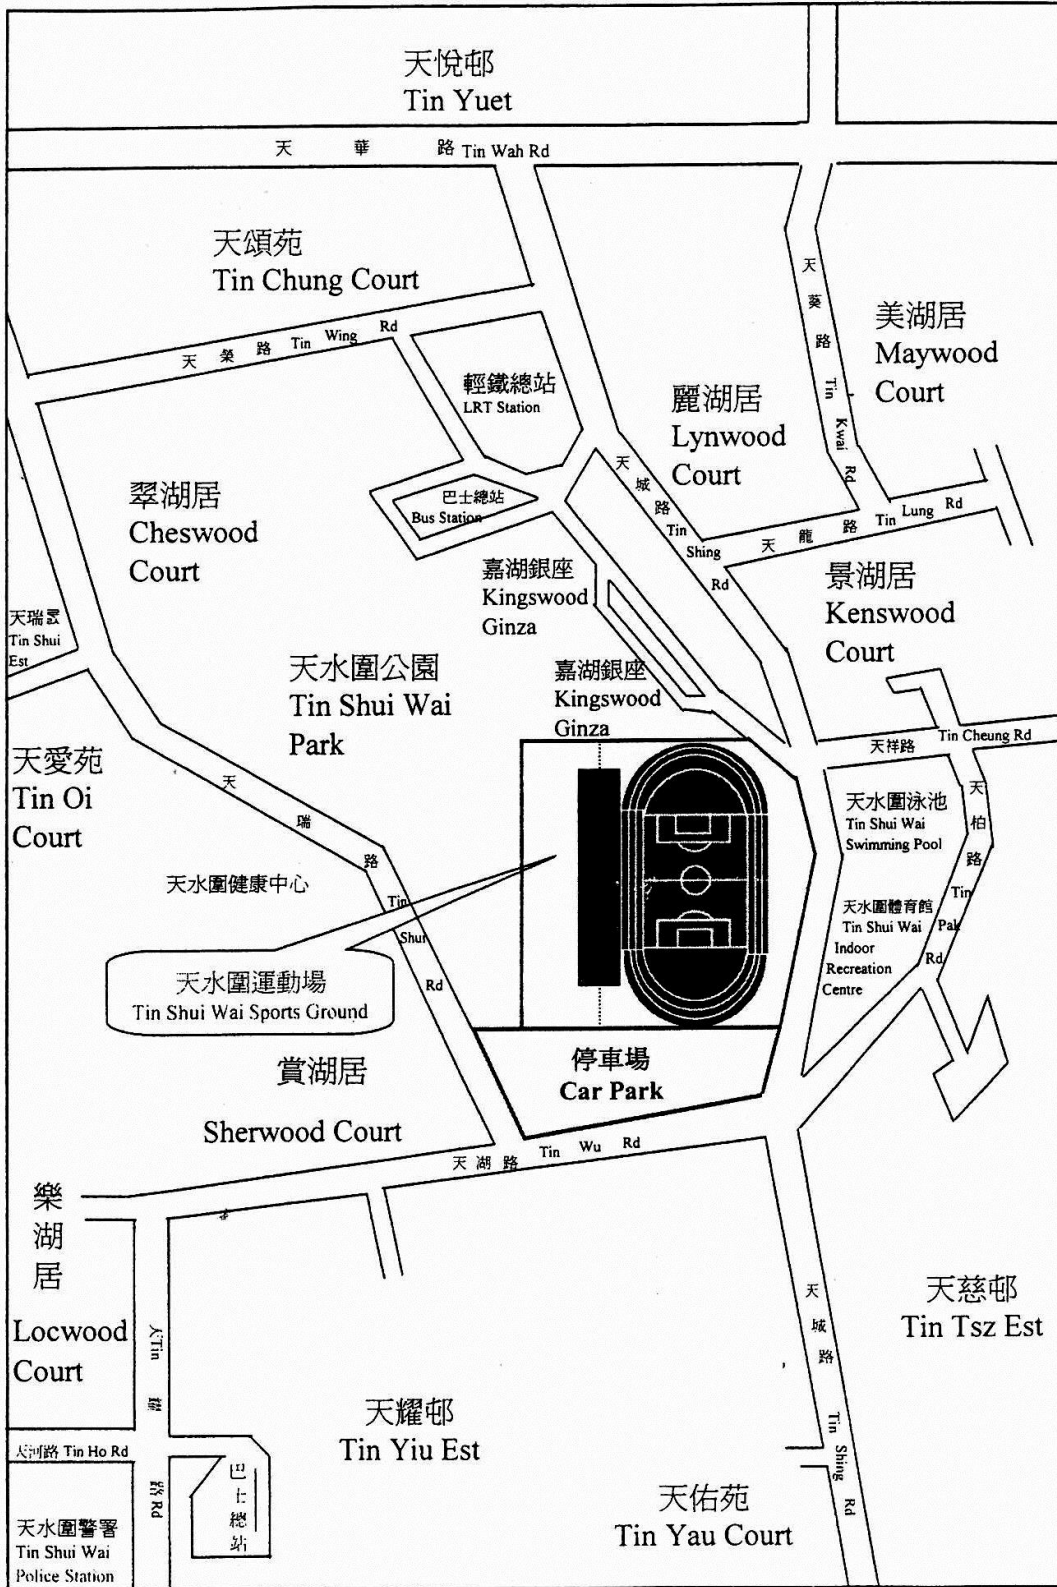 天悅邨
Tin Yuet
天華路 Tin Wah Rd
天頌苑
Tin Chung Court
天榮路 Tin Wing Rd
輕鐵總站
LRT Station
天葵路 Tin Kwai Rd
美湖居
Maywood
Court
麗湖居
Lynwood
Court
翠湖居
Cheswood
Court
巴士總站
Bus Station
天城路 Tin Shing Rd
天龍路 Tin Lung Rd
嘉湖銀座
Kingswood
Ginza
景湖居
Kenswood
Court
天瑞
Tin Shui
Est
天水圍公園
Tin Shui Wai
Park
嘉湖銀座
Kingswood
Ginza
天祥路 Tin Cheung Rd
天愛苑
Tin Oi
Court
天瑞路 Tin Shui Rd
天水圍泳池
Tin Shui Wai
Swimming Pool
天柏路 Tin Pak Rd
天水圍健康中心
天水圍體育館
Tin Shui Wai
Indoor
Recreation
Centre
天水圍運動場
Tin Shui Wai Sports Ground
停車場
Car Park
賞湖居
Sherwood Court
天湖路 Tin Wu Rd
樂湖居
Locwood
Court
天慈邨
Tin Tsz Est
天城路 Tin Shing Rd
Tin
耀
路 Rd
天耀邨
Tin Yiu Est
天河路 Tin Ho Rd
巴士總站
天佑苑
Tin Yau Court
天水圍警署
Tin Shui Wai
Police Station